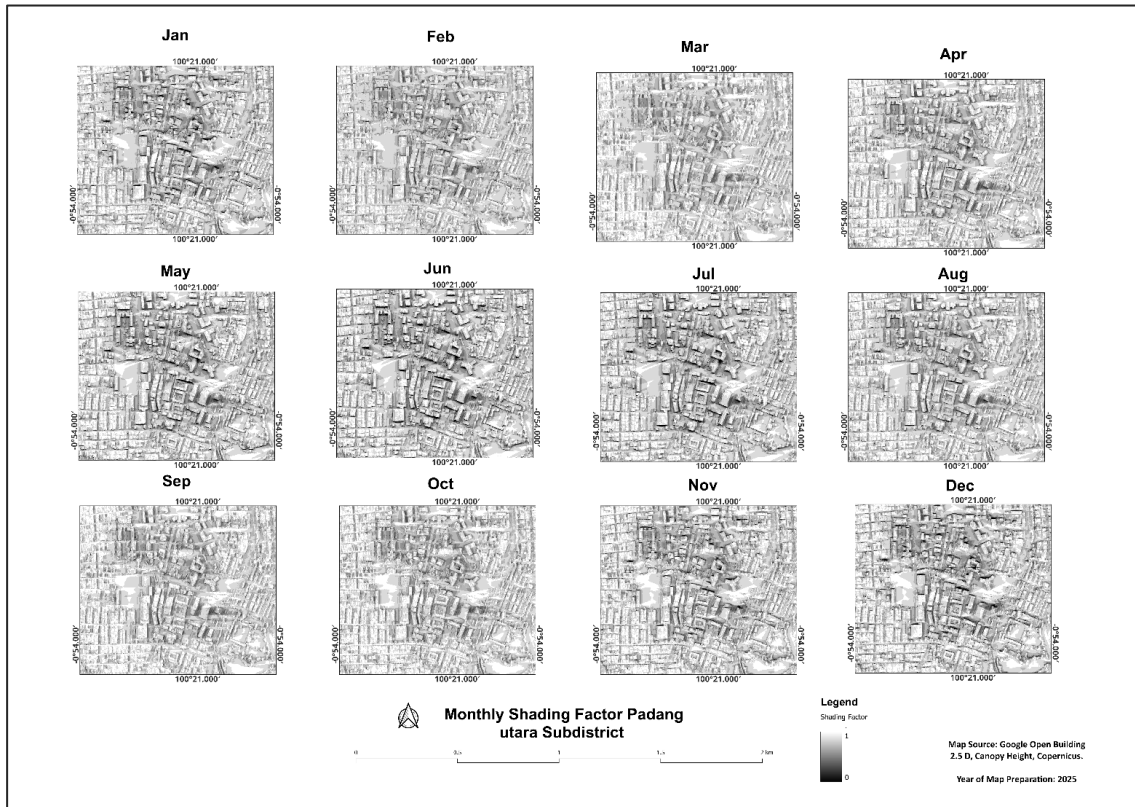 Jan
Feb
Mar
Apr
100°21.000'
100°21.000'
100°21.000'
100°21.000'
-0°54.000'
-0°54.000'
-0°54.000'
-0°54.000'
-0°54.000'
-0°54.000'
-0°54.000'
-0°54.000'
100°21.000'
100°21.000'
100°21.000'
100°21.000'
May
Jun
Jul
Aug
100°21.000'
100°21.000'
100°21.000'
100°21.000'
-0°54.000'
-0°54.000'
-0°54.000'
-0°54.000'
-0°54.000'
-0°54.000'
-0°54.000'
-0°54.000'
100°21.000'
100°21.000'
100°21.000'
100°21.000'
Sep
Oct
Nov
Dec
100°21.000'
100°21.000'
100°21.000'
100°21.000'
-0°54.000'
-0°54.000'
-0°54.000'
-0°54.000'
-0°54.000'
-0°54.000'
-0°54.000'
-0°54.000'
100°21.000'
100°21.000'
100°21.000'
100°21.000'
Monthly Shading Factor Padang
utara Subdistrict
0
1
2 km
Legend
Shading Factor
1
0
Map Source: Google Open Building
2.5 D, Canopy Height, Copernicus.
Year of Map Preparation: 2025